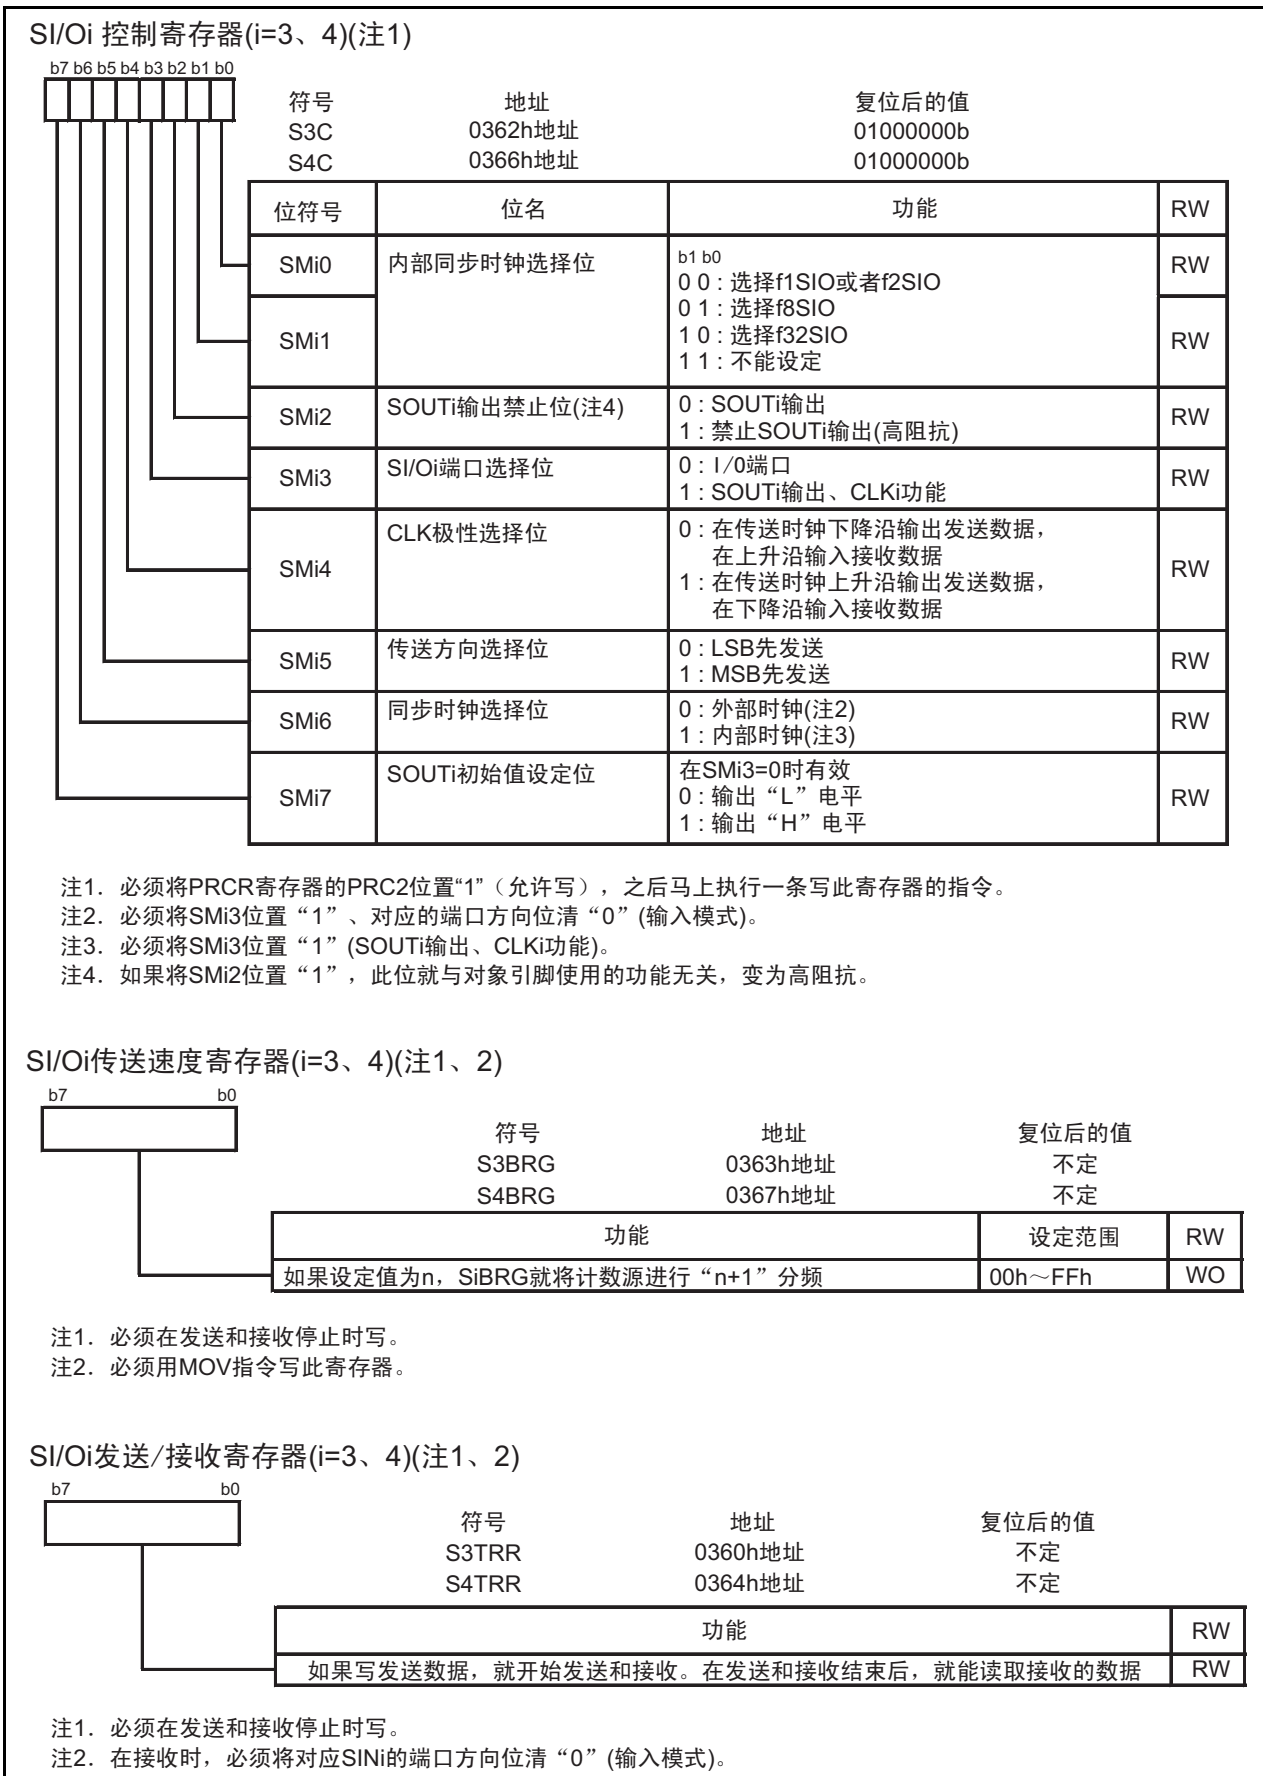 SI/Oi 控制寄存器(i=3、4)(注1)
b7 b6 b5 b4 b3 b2 b1 b0
符号 地址 复位后的值
S3C 0362h地址 01000000b
S4C 0366h地址 01000000b
位符号 位名 功能 RW
SMi0 内部同步时钟选择位 b1 b0 RW
0 0 : 选择f1SIO或者f2SIO
0 1 : 选择f8SIO
SMi1 1 0 : 选择f32SIO RW
1 1 : 不能设定
SMi2 SOUTi输出禁止位(注4) 0 : SOUTi输出 RW
1 : 禁止SOUTi输出(高阻抗)
SMi3 SI/Oi端口选择位 0 : I/0端口 RW
1 : SOUTi输出、CLKi功能
SMi4 CLK极性选择位 0 : 在传送时钟下降沿输出发送数据， RW
在上升沿输入接收数据
1 : 在传送时钟上升沿输出发送数据，
在下降沿输入接收数据
SMi5 传送方向选择位 0 : LSB先发送 RW
1 : MSB先发送
SMi6 同步时钟选择位 0 : 外部时钟(注2) RW
1 : 内部时钟(注3)
SMi7 SOUTi初始值设定位 在SMi3=0时有效 RW
0 : 输出“L”电平
1 : 输出“H”电平
注1. 必须将PRCR寄存器的PRC2位置“1”（允许写），之后马上执行一条写此寄存器的指令。
注2. 必须将SMi3位置“1”、对应的端口方向位清“0”(输入模式)。
注3. 必须将SMi3位置“1”(SOUTi输出、CLKi功能)。
注4. 如果将SMi2位置“1”，此位就与对象引脚使用的功能无关，变为高阻抗。
SI/Oi传送速度寄存器(i=3、4)(注1、2)
b7 b0
符号 地址 复位后的值
S3BRG 0363h地址 不定
S4BRG 0367h地址 不定
功能 设定范围 RW
如果设定值为n，SiBRG就将计数源进行“n+1”分频 00h～FFh WO
注1. 必须在发送和接收停止时写。
注2. 必须用MOV指令写此寄存器。
SI/Oi发送/接收寄存器(i=3、4)(注1、2)
b7 b0
符号 地址 复位后的值
S3TRR 0360h地址 不定
S4TRR 0364h地址 不定
功能 RW
如果写发送数据，就开始发送和接收。在发送和接收结束后，就能读取接收的数据 RW
注1. 必须在发送和接收停止时写。
注2. 在接收时，必须将对应SINi的端口方向位清“0”(输入模式)。